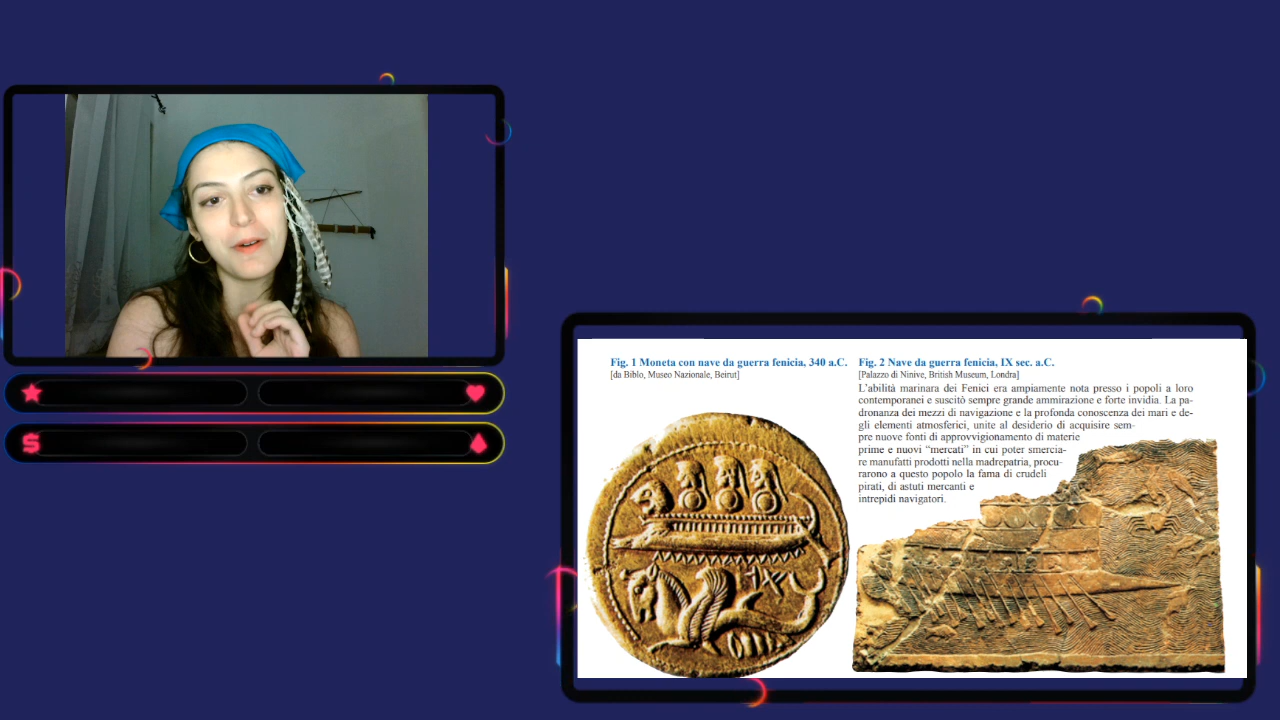 Fig. 1 Moneta con nave da guerra fenicia, 340 a.C.
[da Biblo, Museo Nazionale, Beirut]
Fig. 2 Nave da guerra fenicia, IX sec. a.C.
[Palazzo di Ninive, British Museum, Londra]
L'abilità marinara dei Fenici era ampiamente nota presso i popoli a loro
contemporanei e suscitò sempre grande ammirazione e forte invidia. La pa-
dronanza dei mezzi di navigazione e la profonda conoscenza dei mari e de-
gli elementi atmosferici, unite al desiderio di acquisire sem-
pre nuove fonti di approvvigionamento di materie
prime e nuovi “mercati” in cui poter smercia-
re manufatti prodotti nella madrepatria, procu-
rarono a questo popolo la fama di crudeli
pirati, di astuti mercanti e
intrepidi navigatori.